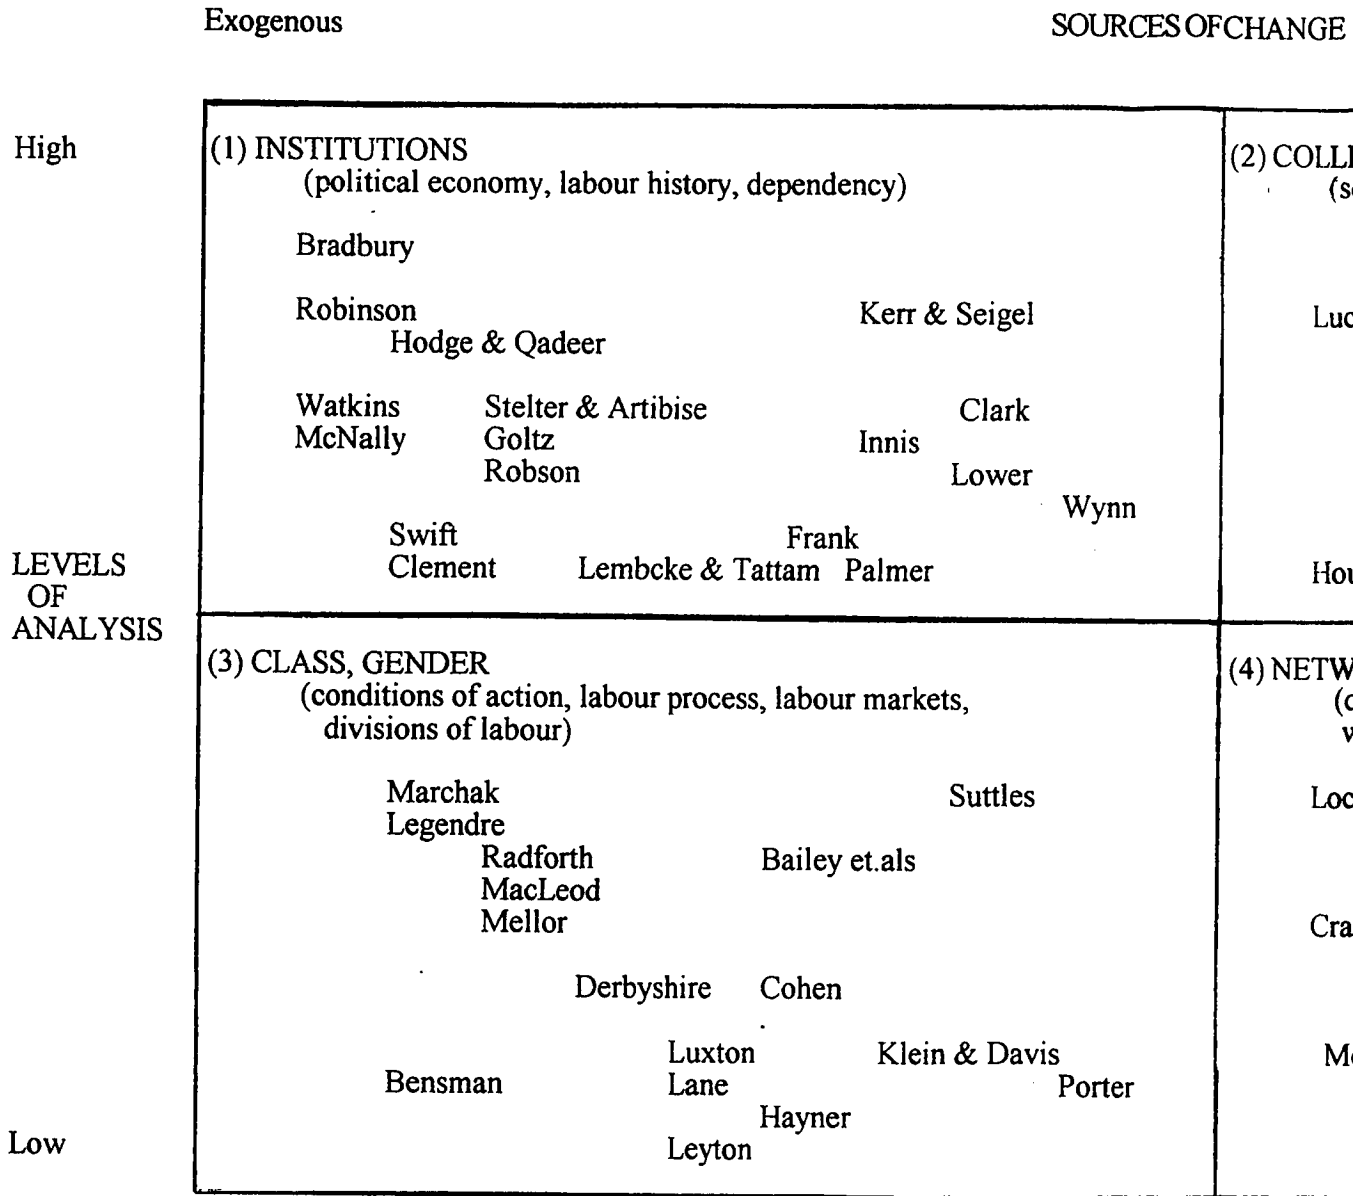 Exogenous SOURCES OF CHANGE
High
(1) INSTITUTIONS
(political economy, labour history, dependency)
Bradbury
Robinson Kerr & Seigel
Hodge & Qadeer
Watkins Stelter & Artibise Clark
McNally Goltz Innis
Robson Lower
Wynn
Swift Frank
Clement Lembcke & Tattam Palmer
LEVELS
OF
ANALYSIS
(3) CLASS, GENDER
(conditions of action, labour process, labour markets,
divisions of labour)
Marchak Suttles
Legendre
Radforth Bailey et.als
MacLeod
Mellor
Derbyshire Cohen
Luxton Klein & Davis
Bensman Lane Porter
Hayner
Leyton
Low
(2)
(4)